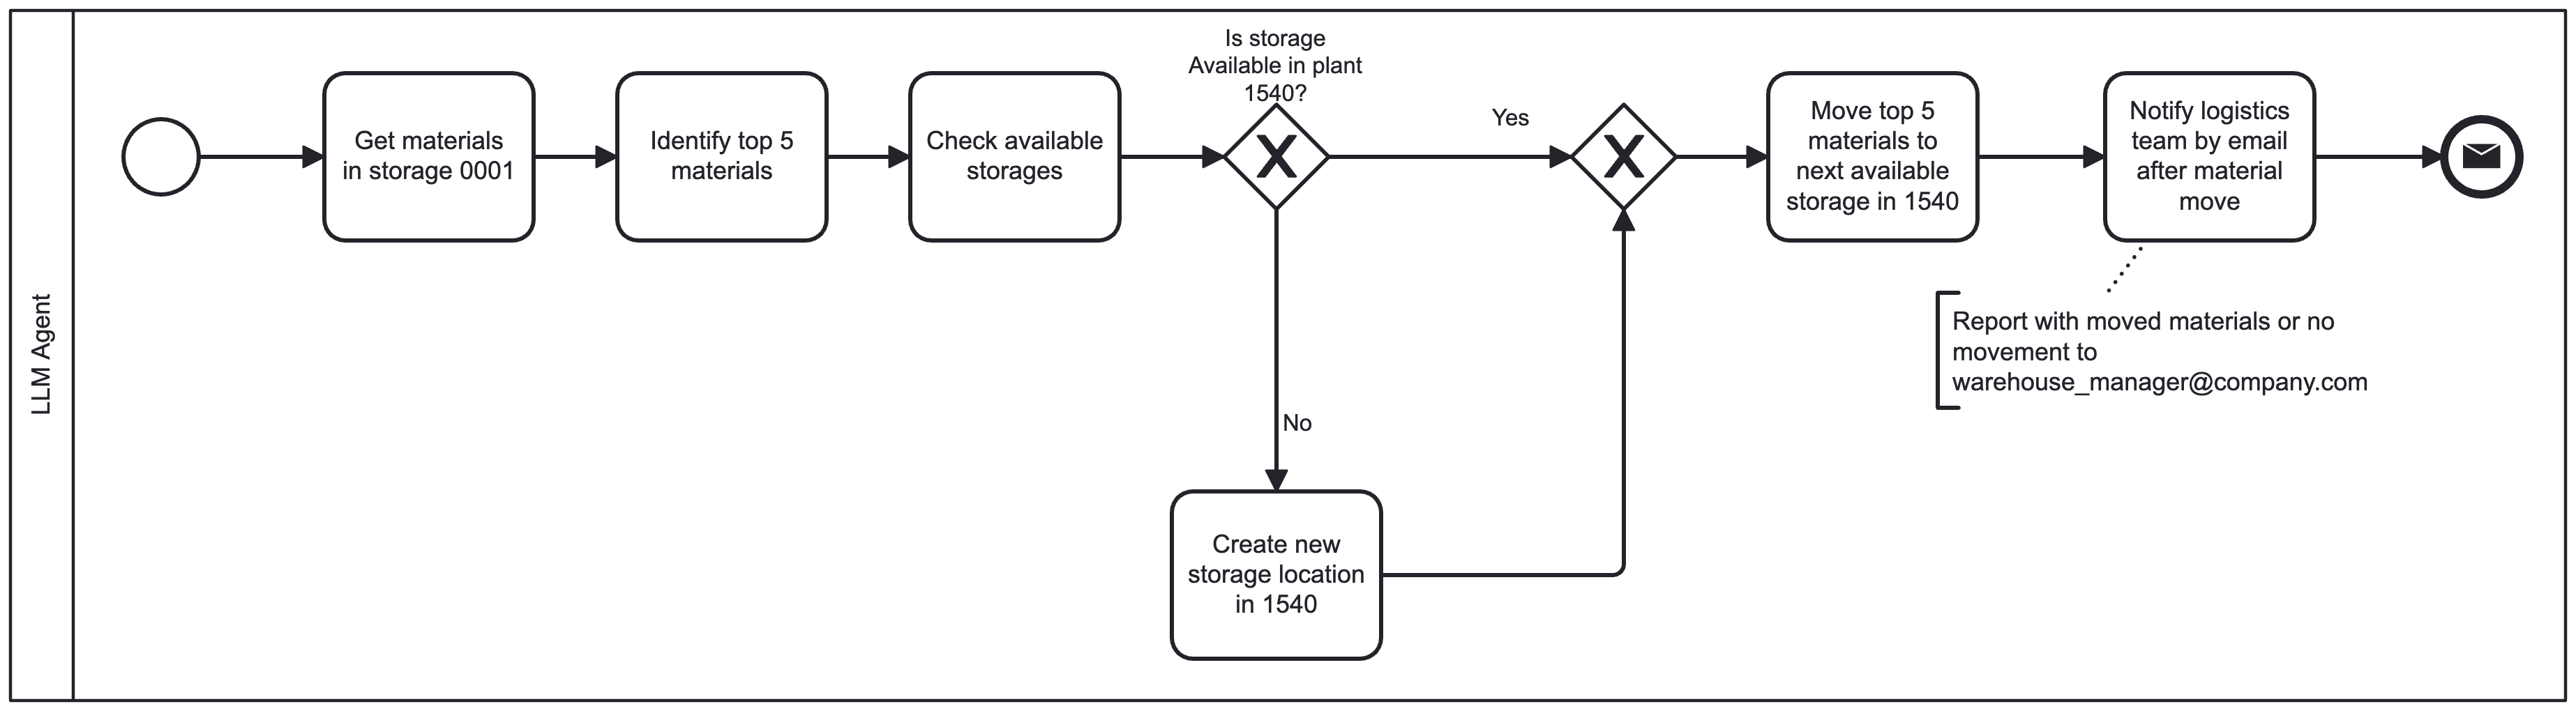 LLM Agent
Get materials
in storage 0001
Identify top 5
materials
Check available
storages
Is storage
Available in plant
1540?
X
Yes
No
Create new
storage location
in 1540
X
Move top 5
materials to
next available
storage in 1540
Notify logistics
team by email
after material
move
Report with moved materials or no
movement to
warehouse_manager@company.com